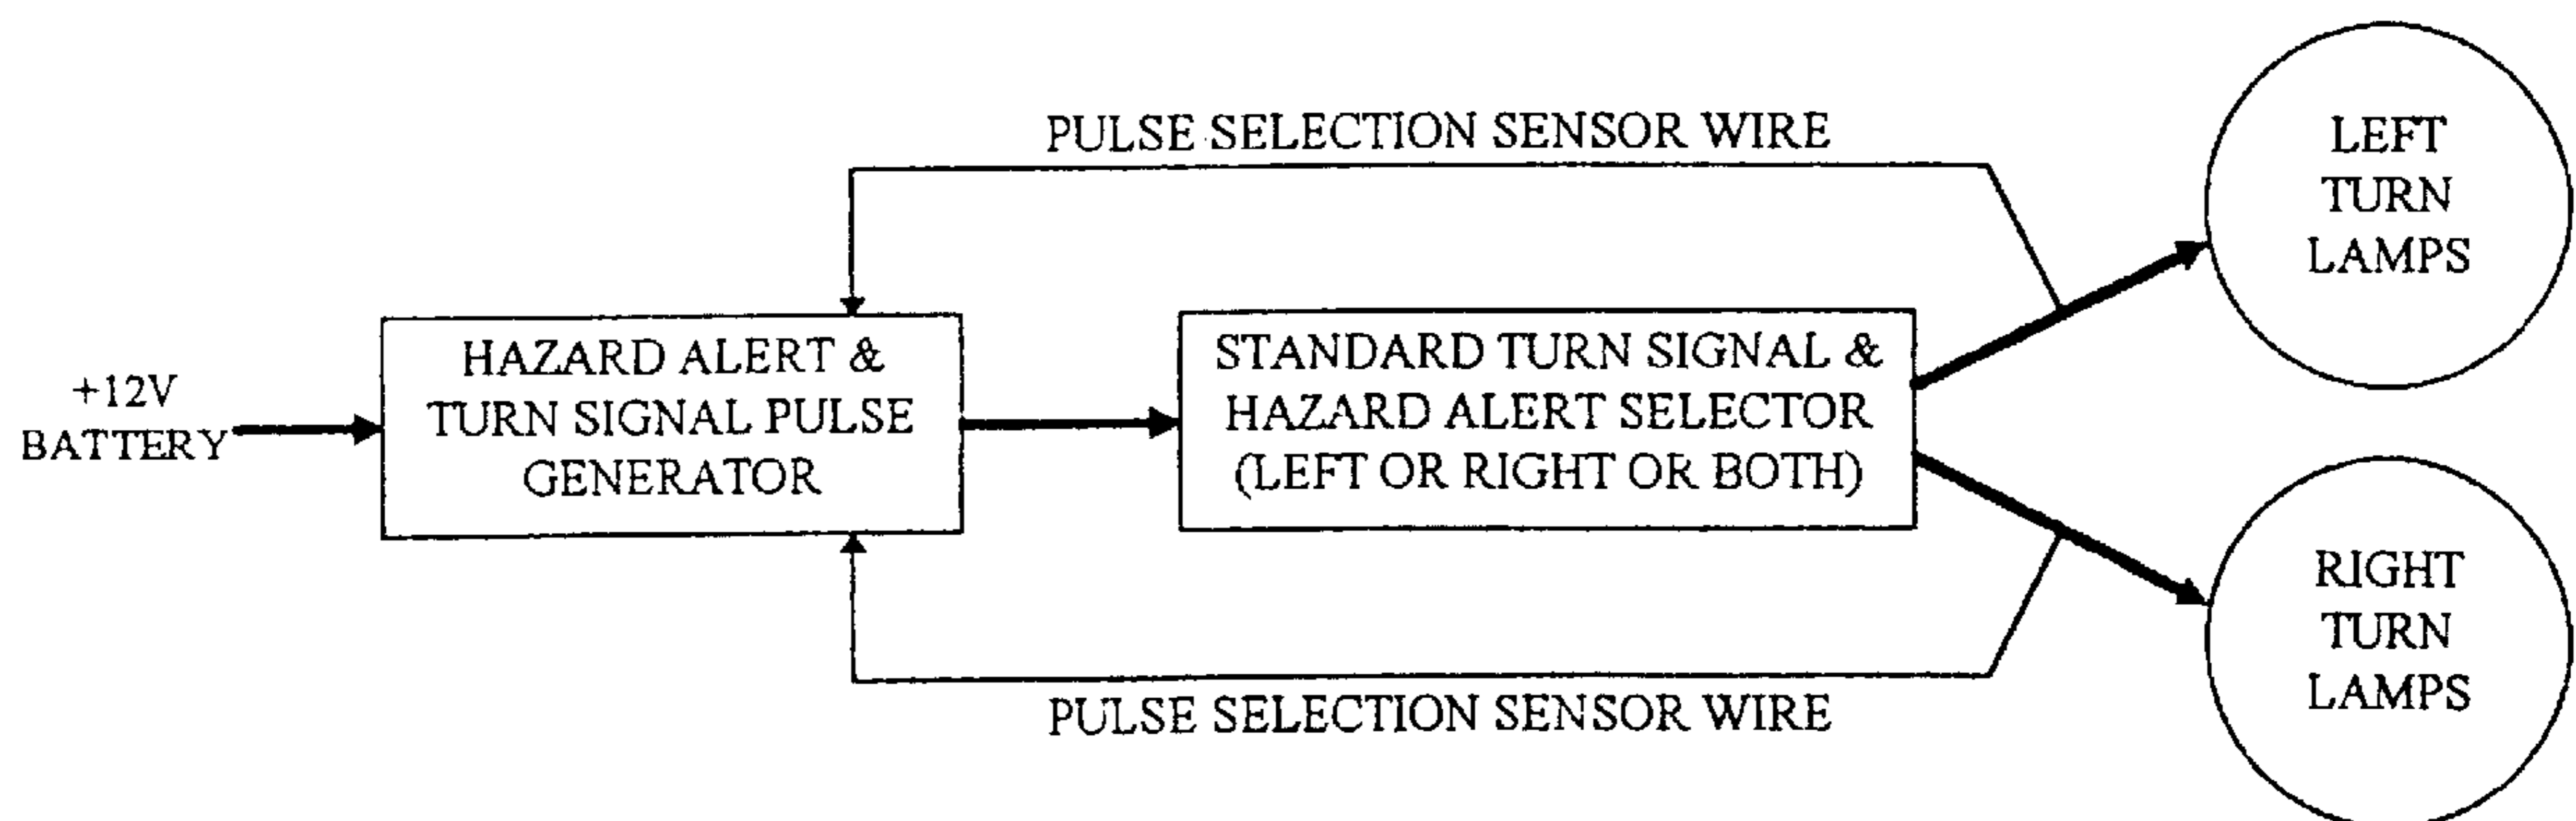 PULSE SELECTION SENSOR WIRE
LEFT
TURN
LAMPS
+12V
BATTERY
HAZARD ALERT &
TURN SIGNAL PULSE
GENERATOR
STANDARD TURN SIGNAL &
HAZARD ALERT SELECTOR
(LEFT OR RIGHT OR BOTH)
RIGHT
TURN
LAMPS
PULSE SELECTION SENSOR WIRE